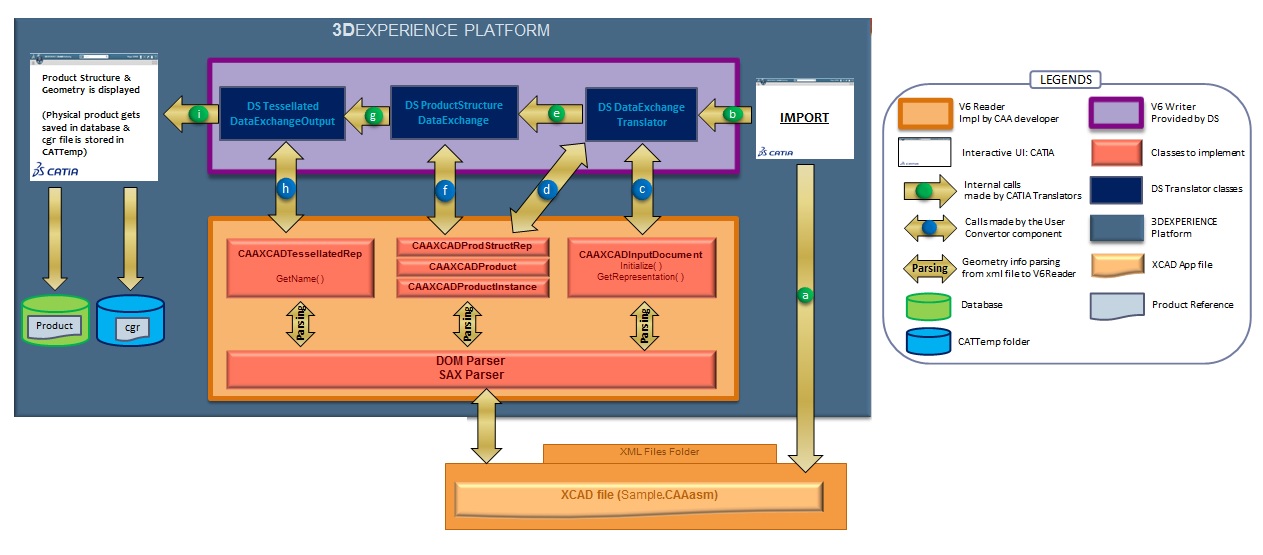 3DEXPERIENCE PLATFORM
Product Structure &
Geometry is displayed
(Physical product gets
saved in database &
cgr file is stored in
CATTemp)
DS CATIA
i
DS Tessellated
DataExchangeOutput
g
DS ProductStructure
DataExchange
e
DS DataExchange
Translator
b
IMPORT
DS CATIA
h
f
d
c
a
CAAXCADTessellatedRep
GetName( )
CAAXCADProdStructRep
CAAXCADProduct
CAAXCADProductInstance
CAAXCADInputDocument
Initialize( )
GetRepresentation( )
Parsing
Parsing
Parsing
DOM Parser
SAX Parser
Product
cgr
XML Files Folder
XCAD file (Sample.CAAasm)
LEGENDS
V6 Reader
Impl by CAA developer
V6 Writer
Provided by DS
Interactive UI: CATIA
Classes to implement
Internal calls
made by CATIA Translators
DS Translator classes
Calls made by the User
Convertor component
3DEXPERIENCE
Platform
Parsing
Geometry info parsing
from xml file to V6Reader
XCAD App file
Database
Product Reference
CATTemp folder